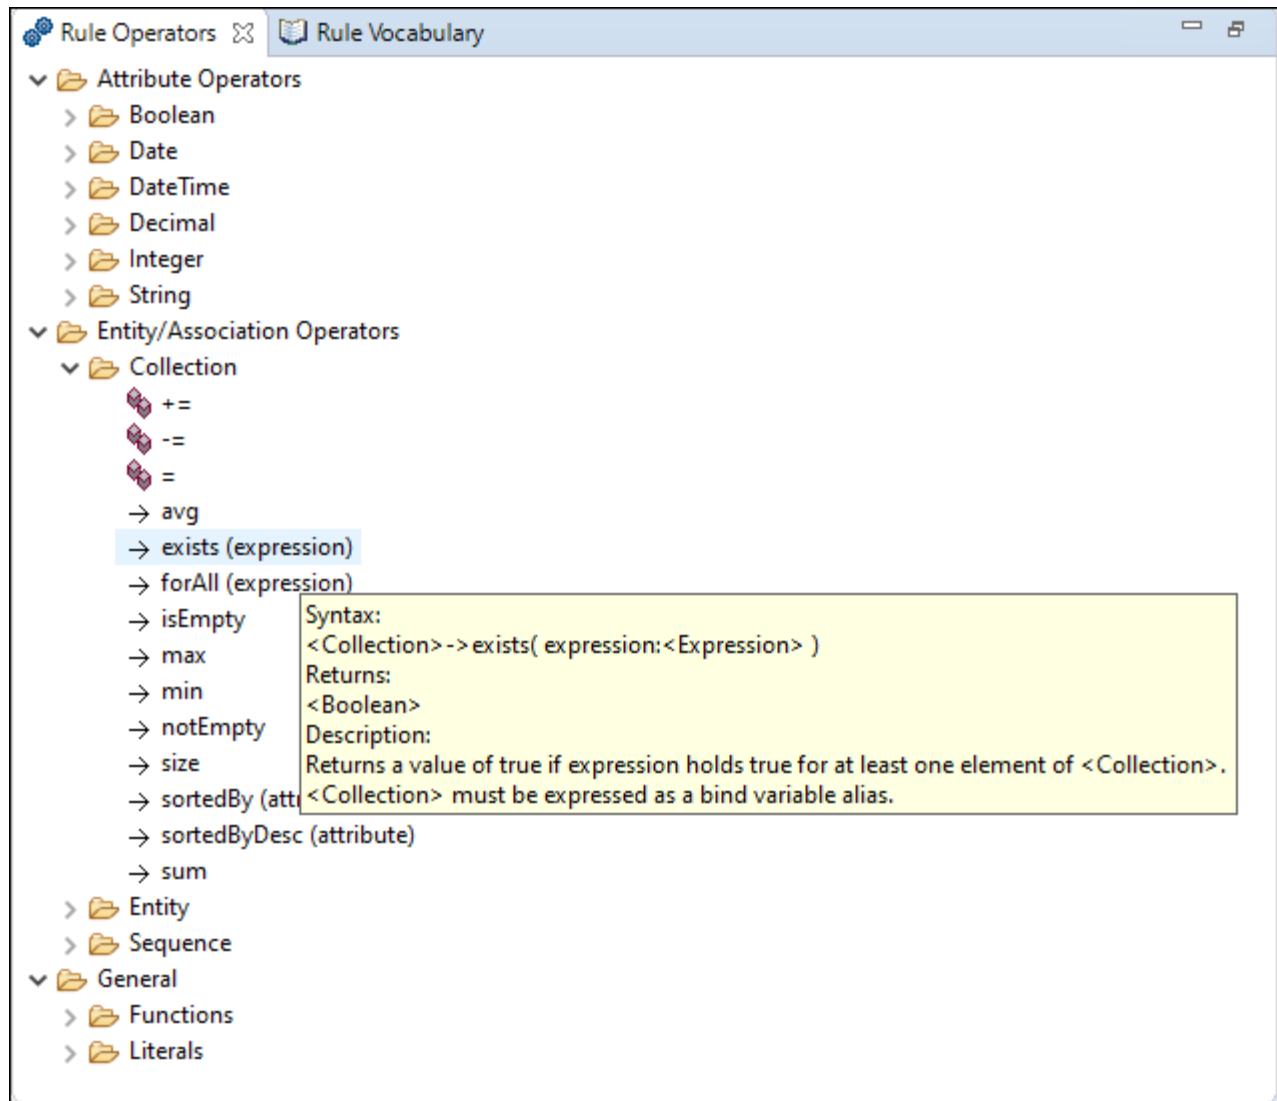 Rule Operators Rule Vocabulary
Attribute Operators
Boolean
Date
DateTime
Decimal
Integer
String
Entity/Association Operators
Collection
+=
-=
=
avg
exists (expression)
forAll (expression)
isEmpty
max
min
notEmpty
size
sortedBy (att
sortedByDesc (attribute)
sum
Syntax:
<Collection>->exists( expression:<Expression> )
Returns:
<Boolean>
Description:
Returns a value of true if expression holds true for at least one element of <Collection>.
<Collection> must be expressed as a bind variable alias.
Entity
Sequence
General
Functions
Literals